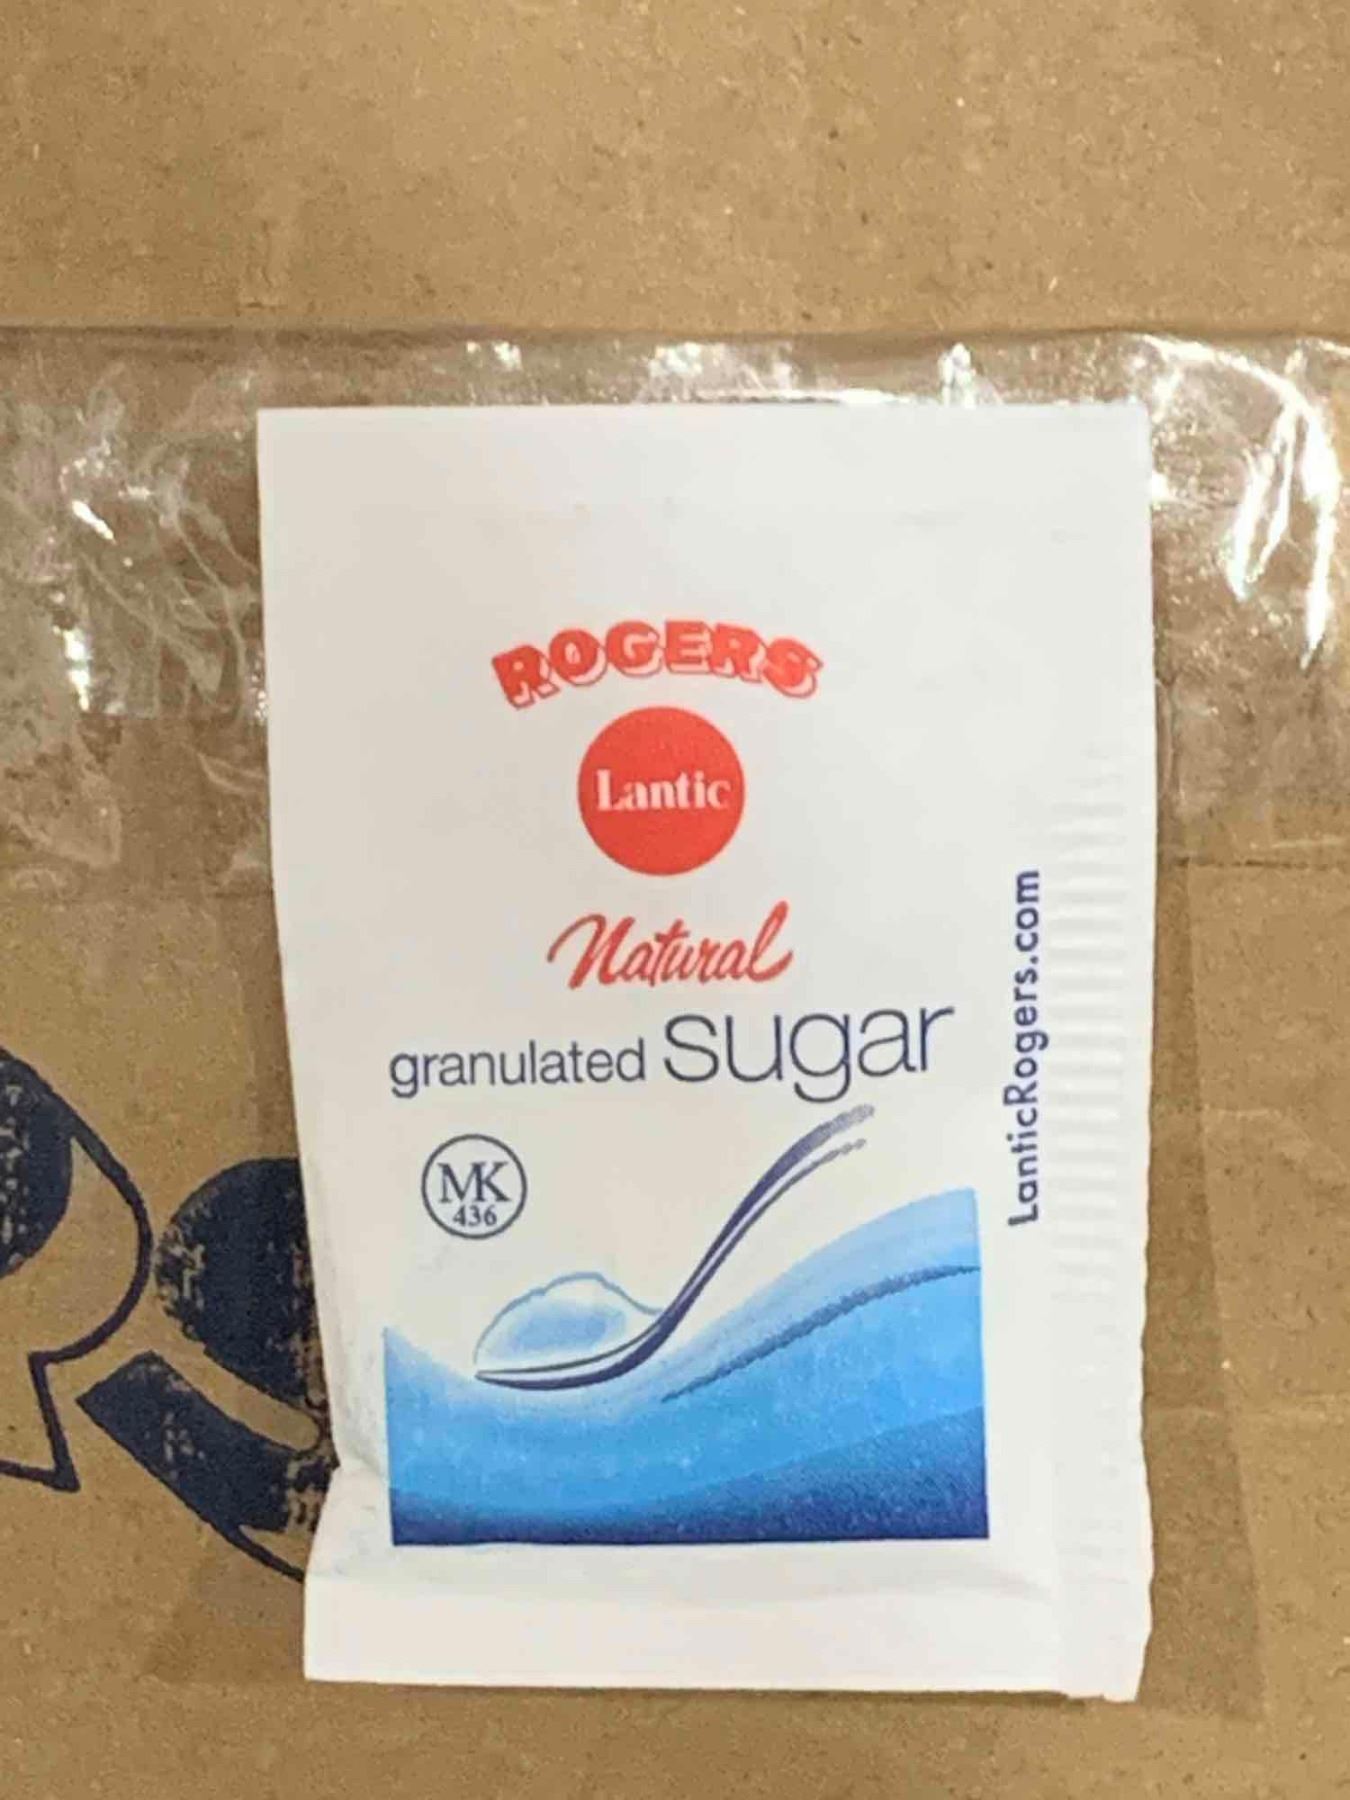 ROGERS
Lantic
Natural
granulated sugar
MK
436
LanticRogers.com